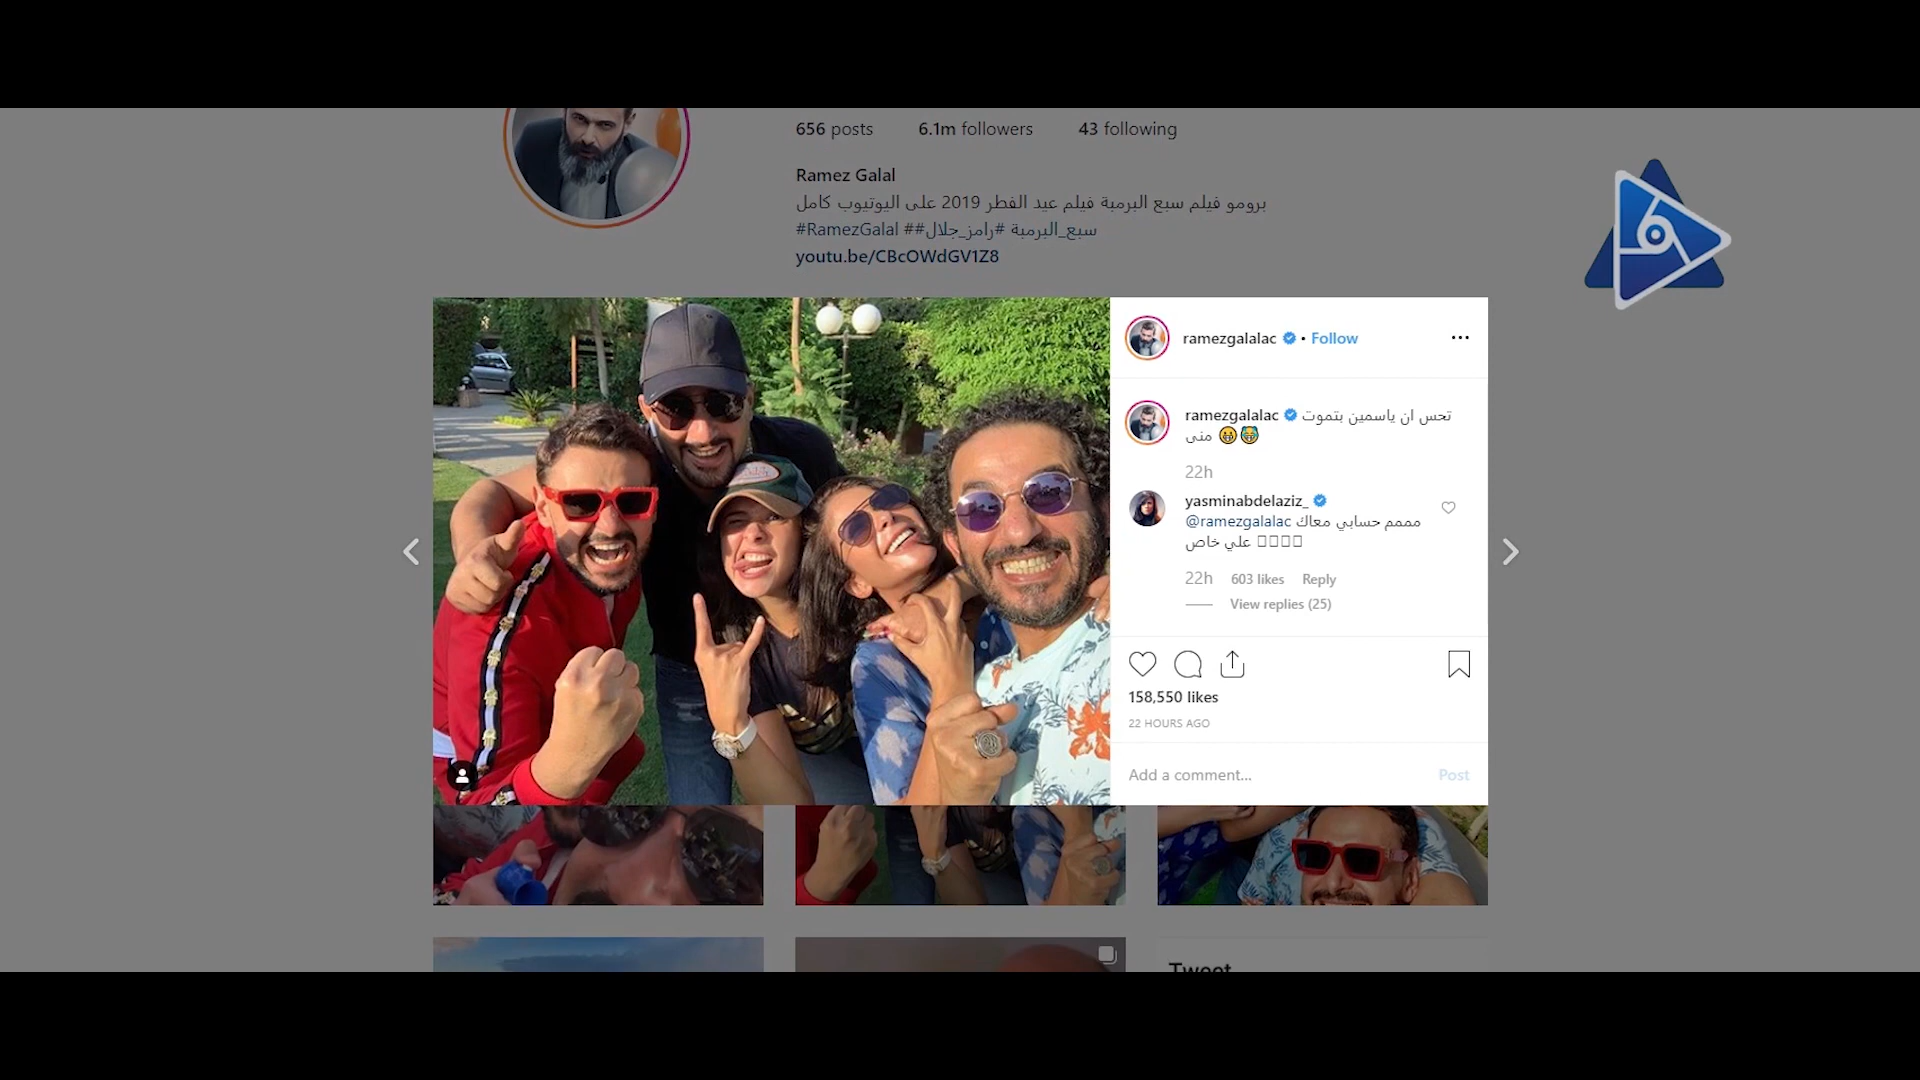 656 posts 6.1m followers 43 following
Ramez Galal
برومو فيلم سبع البرمبة فيلم عيد الفطر 2019 على اليوتيوب كامل
#RamezGalal ##سبع_البرمبة #رامز_جلال
youtu.be/CBcOWdGV1Z8
ramezgalalac • Follow
ramezgalalac تحس ان ياسمين بتموت
منى 😁😹
22h
yasminabdelaziz_
@ramezgalalac مممم حسابي معاك
علي خاص
22h 603 likes Reply
View replies (25)
158,550 likes
22 HOURS AGO
Add a comment... Post
Tweet